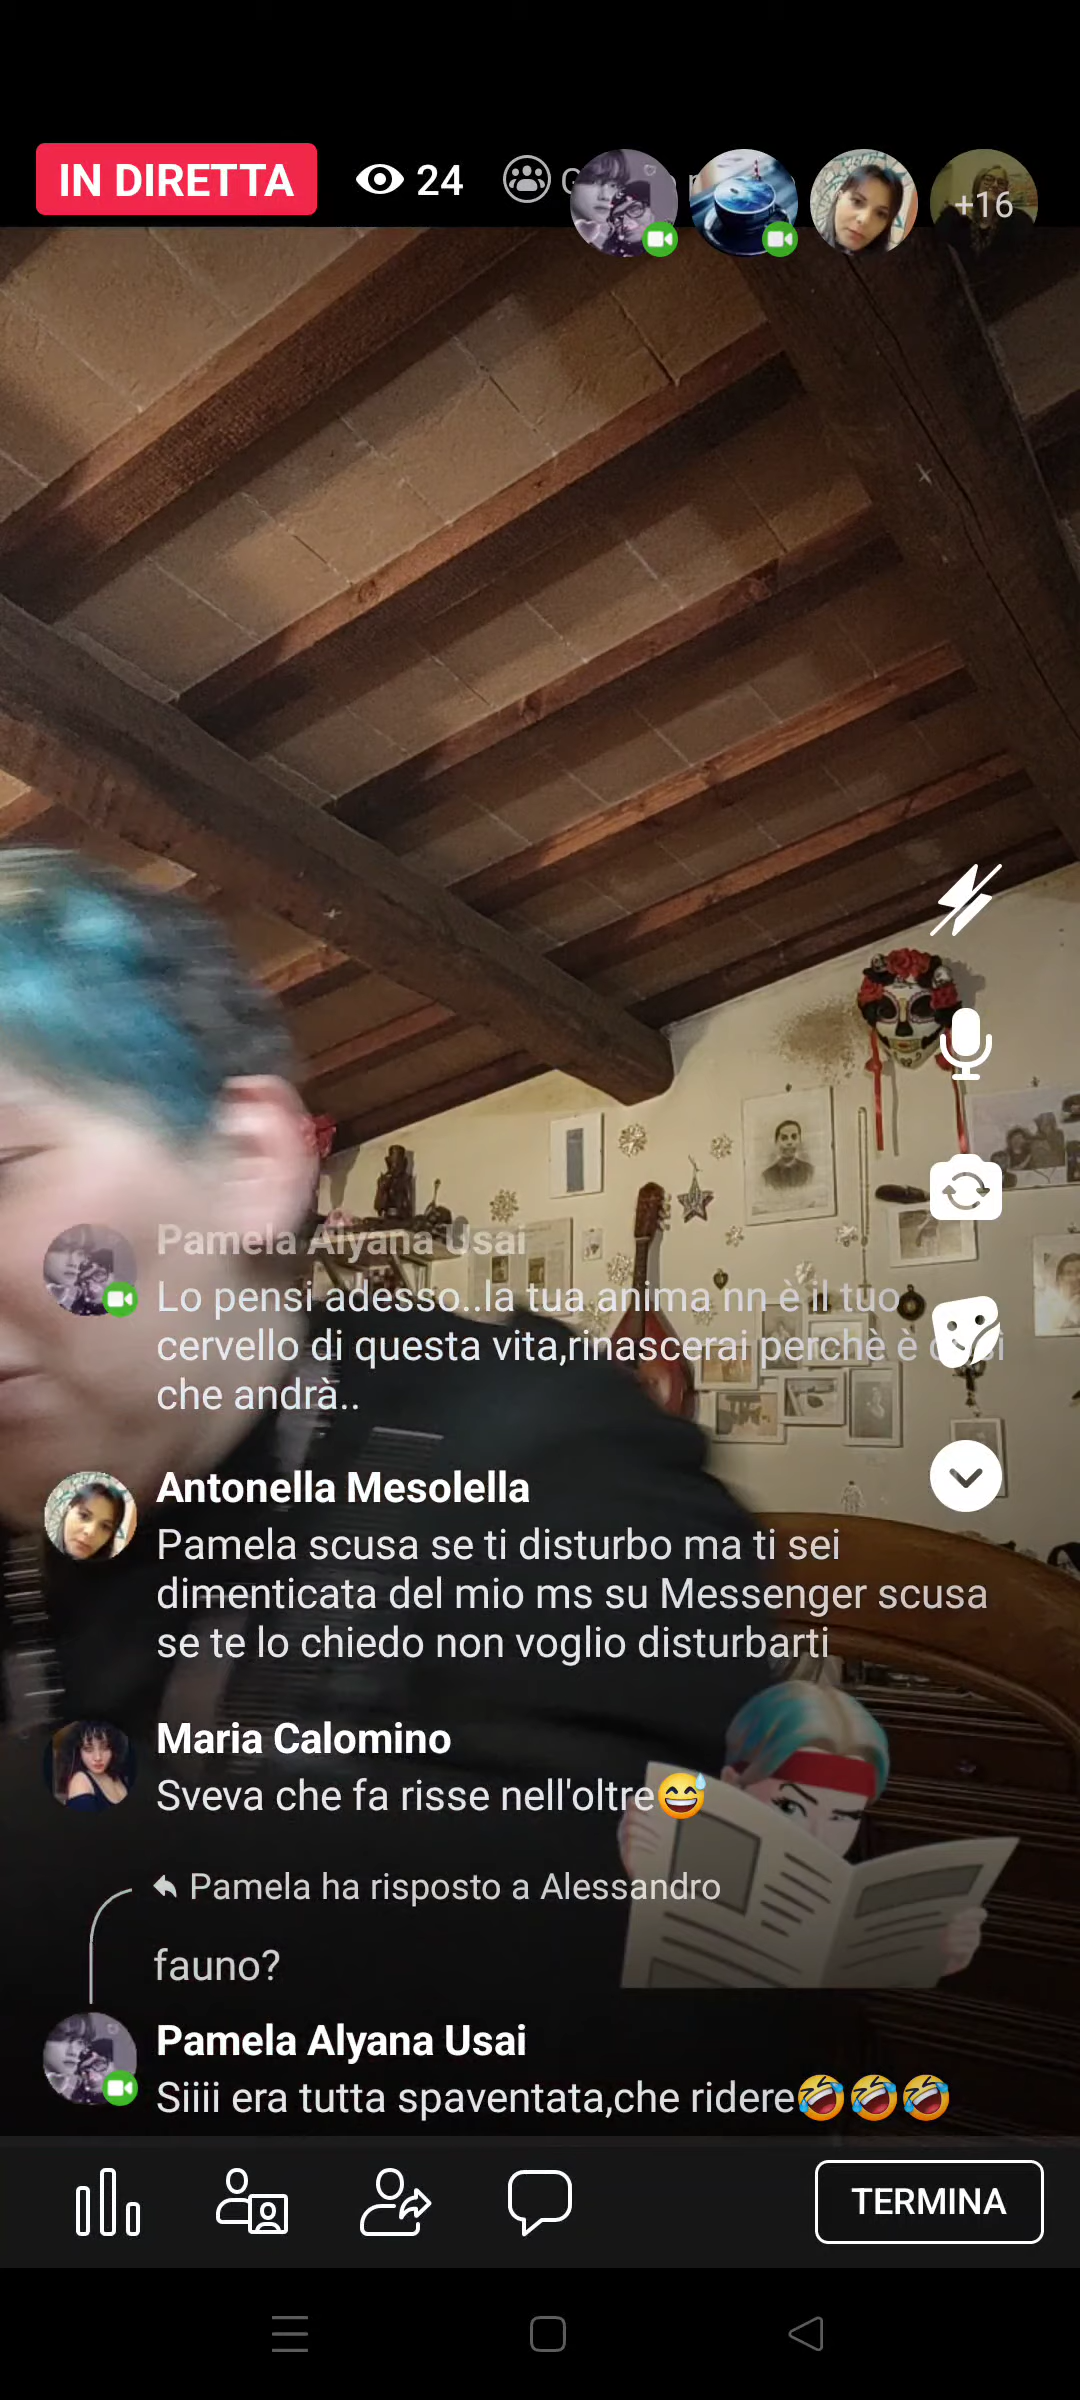 IN DIRETTA
24
+16
Pamela Alyana Usai
Lo pensi adesso..la tua anima nn è il tuo
cervello di questa vita,rinascerai perchè è
che andrà..
Antonella Mesolella
Pamela scusa se ti disturbo ma ti sei
dimenticata del mio ms su Messenger scusa
se te lo chiedo non voglio disturbarti
Maria Calomino
Sveva che fa risse nell'oltre😅
Pamela ha risposto a Alessandro
fauno?
Pamela Alyana Usai
Siiii era tutta spaventata,che ridere🤣🤣🤣
TERMINA